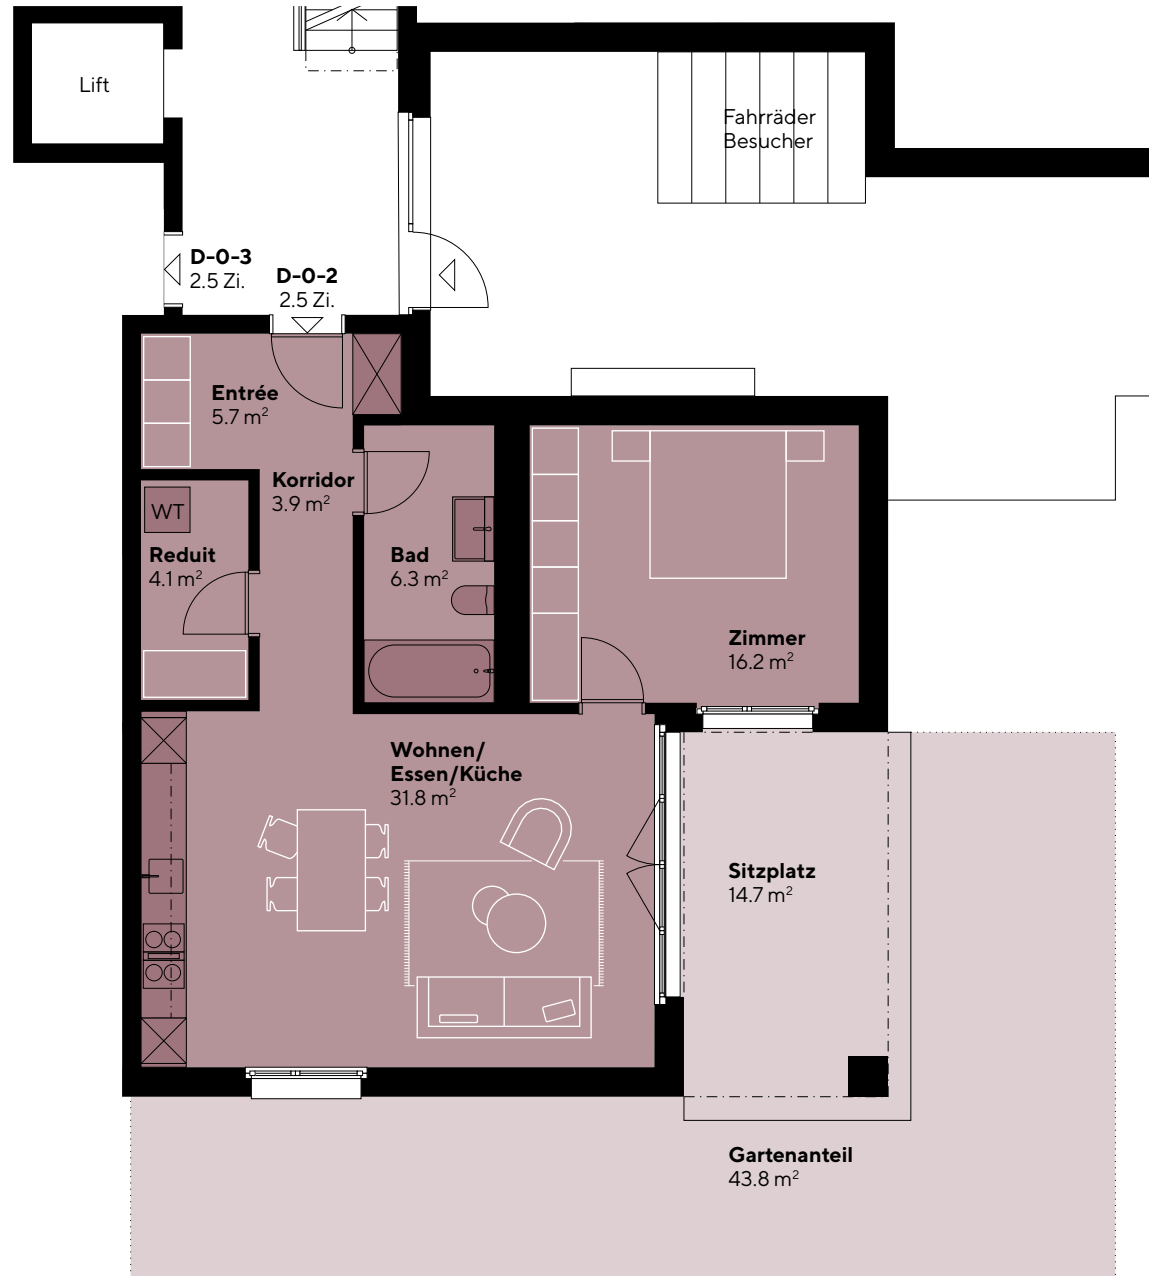 Lift
Fahrräder
Besucher
D-0-3
2.5 Zi.
D-0-2
2.5 Zi.
Entrée
5.7 m²
Korridor
3.9 m²
WT
Reduit
4.1 m²
Bad
6.3 m²
Zimmer
16.2 m²
Wohnen/
Essen/Küche
31.8 m²
Sitzplatz
14.7 m²
Gartenanteil
43.8 m²